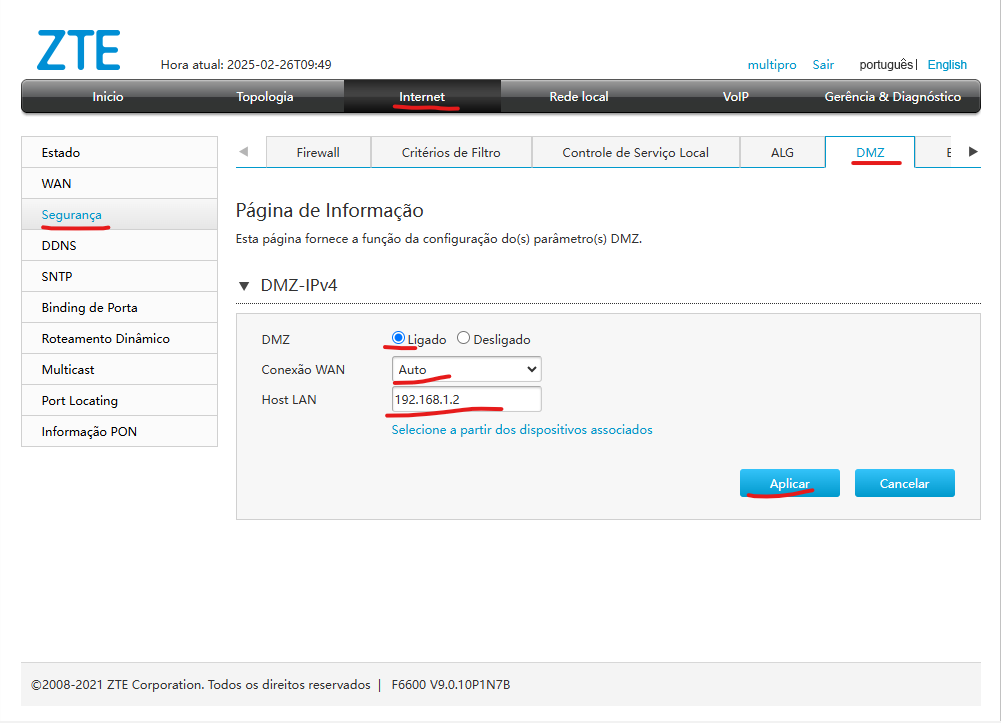 ZTE
Hora atual: 2025-02-26T09:49
multipro Sair português| English
Inicio Topologia Internet Rede local VoIP Gerência & Diagnóstico
Estado
WAN
Segurança
DDNS
SNTP
Binding de Porta
Roteamento Dinâmico
Multicast
Port Locating
Informação PON
Firewall Critérios de Filtro Controle de Serviço Local ALG DMZ
Página de Informação
Esta página fornece a função da configuração do(s) parâmetro(s) DMZ.
DMZ-IPv4
DMZ Ligado Desligado
Conexão WAN Auto
Host LAN 192.168.1.2
Selecione a partir dos dispositivos associados
Aplicar Cancelar
©2008-2021 ZTE Corporation. Todos os direitos reservados | F6600 V9.0.10P1N7B